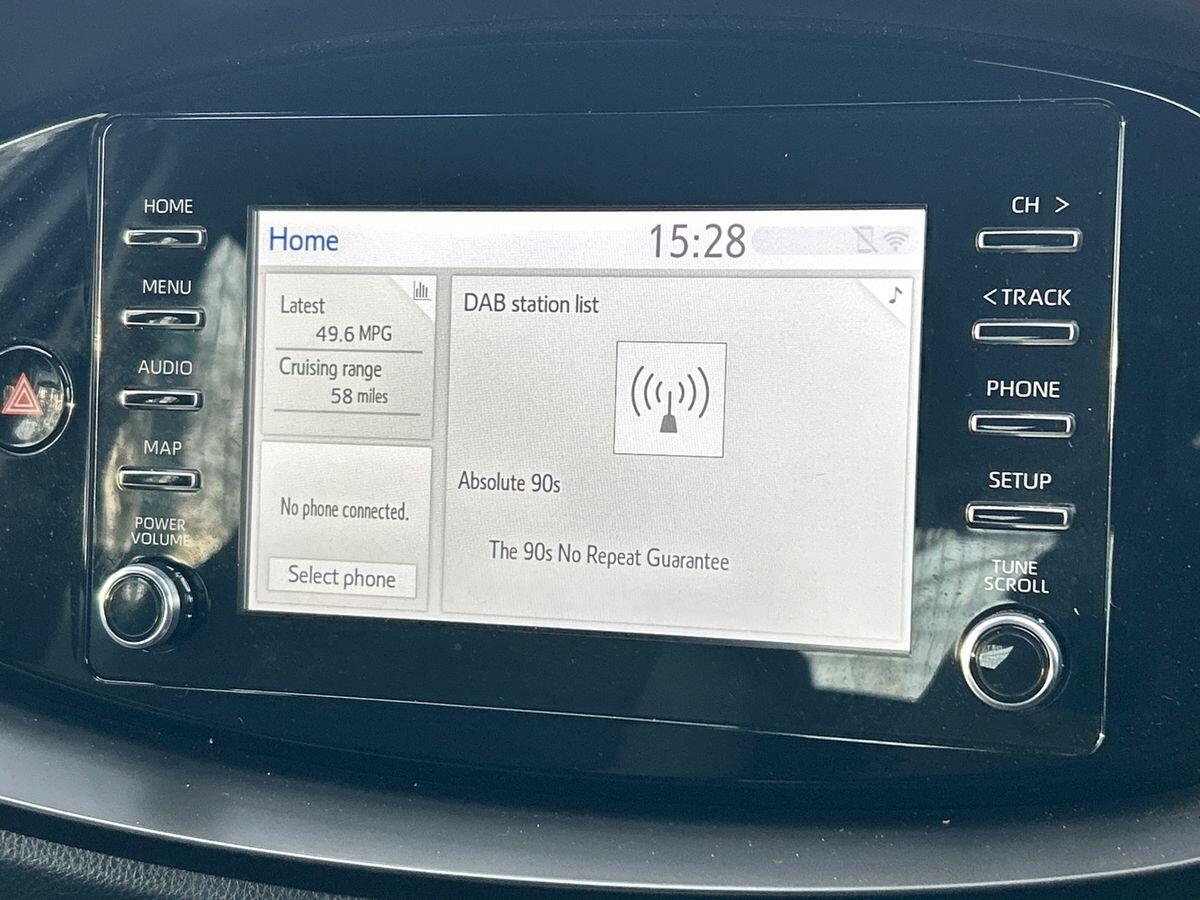 HOME
MENU
AUDIO
MAP
POWER
VOLUME
Home
15:28
Latest
49.6 MPG
Cruising range
58 miles
No phone connected.
Select phone
DAB station list
Absolute 90s
The 90s No Repeat Guarantee
CH >
<TRACK
PHONE
SETUP
TUNE
SCROLL